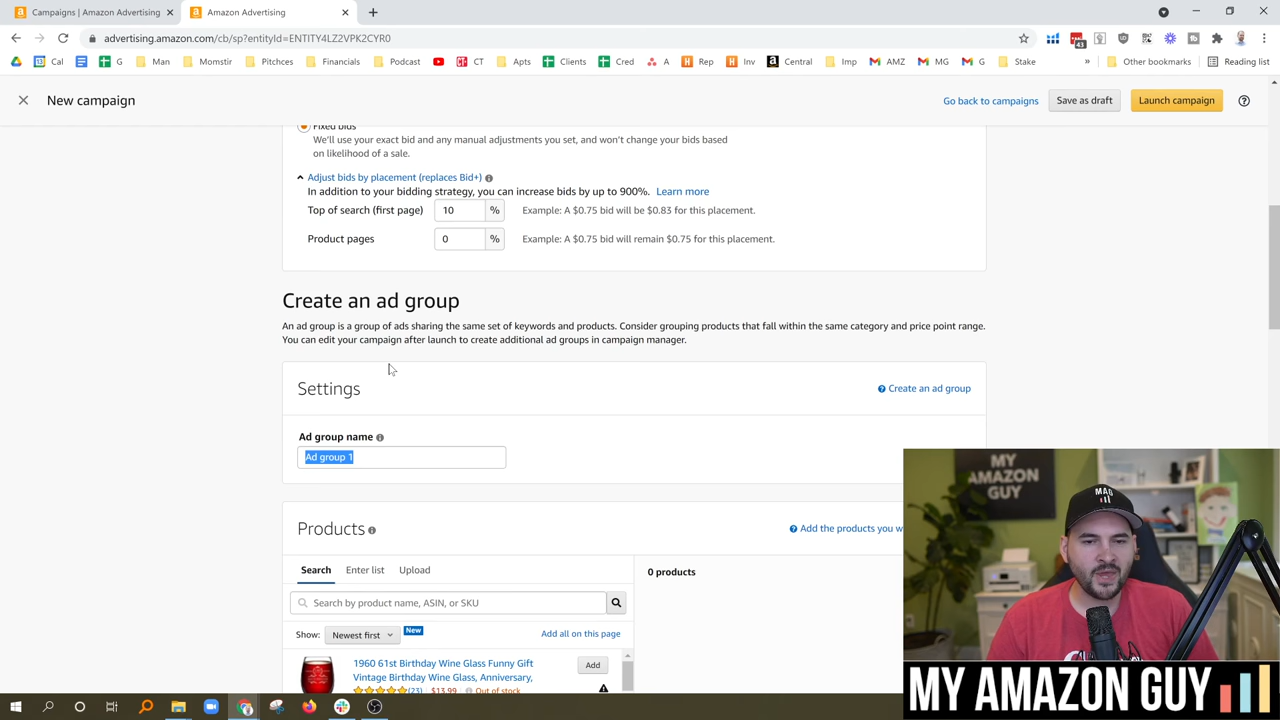 Campaigns | Amazon Advertising
Amazon Advertising
advertising.amazon.com/cb/sp?entityId=ENTITY4LZ2VPK2CYR0
43
Cal
G
Man
Momstir
Pitchces
Financials
Podcast
CT
Apts
Clients
Cred
A
Rep
Inv
Central
Imp
AMZ
MG
G
Stake
»
Other bookmarks
Reading list
New campaign
Go back to campaigns
Save as draft
Launch campaign
Fixed bids
We'll use your exact bid and any manual adjustments you set, and won't change your bids based
on likelihood of a sale.
Adjust bids by placement (replaces Bid+)
In addition to your bidding strategy, you can increase bids by up to 900%. Learn more
Top of search (first page) 10 % Example: A $0.75 bid will be $0.83 for this placement.
Product pages 0 % Example: A $0.75 bid will remain $0.75 for this placement.
Create an ad group
An ad group is a group of ads sharing the same set of keywords and products. Consider grouping products that fall within the same category and price point range.
You can edit your campaign after launch to create additional ad groups in campaign manager.
Settings
Create an ad group
Ad group name
Ad group 1
Products
Add the products you w
Search Enter list Upload
0 products
Search by product name, ASIN, or SKU
Show: Newest first New Add all on this page
1960 61st Birthday Wine Glass Funny Gift
Vintage Birthday Wine Glass, Anniversary,
Add
(23) $13.99 Out of stock
MY
AMAZON
GUY
MAG
MY AMAZON GUY